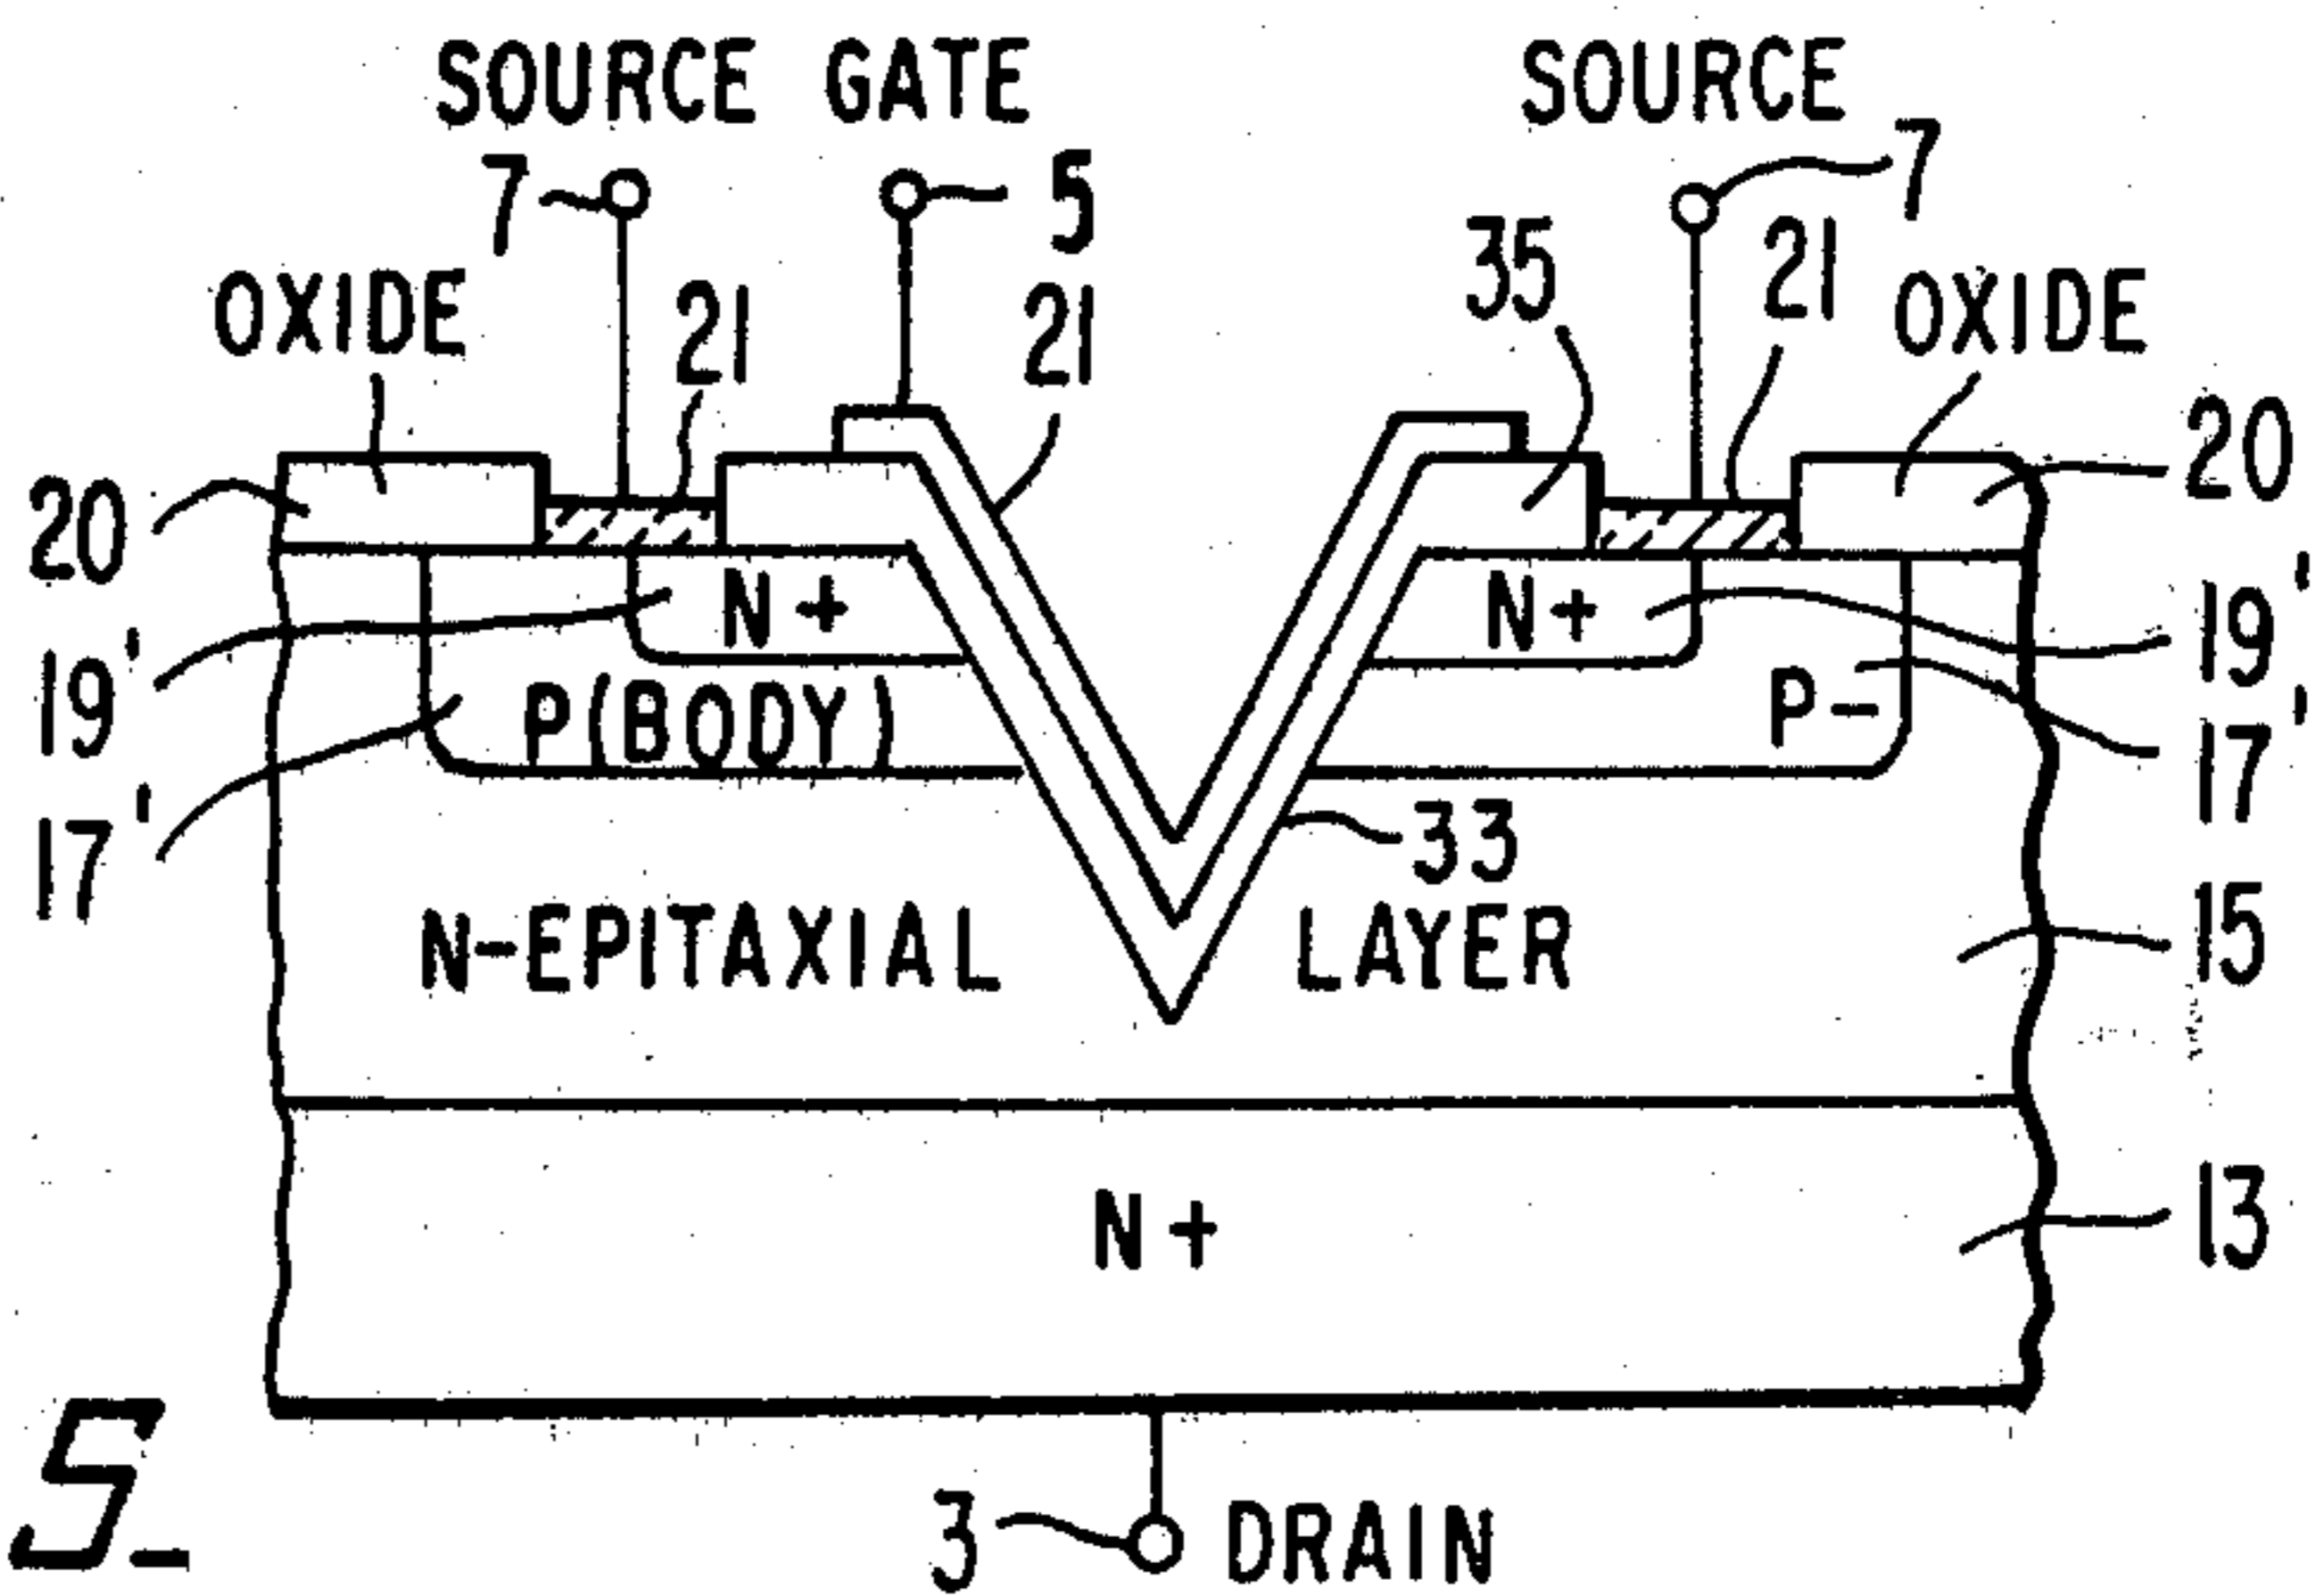 SOURCE GATE SOURCE
7 5 7
35 21
OXIDE 21 21 OXIDE
20 20
N+ N+
19' 19'
P(BODY) P-
17' 17'
33
N-EPITAXIAL LAYER 15
N+ 13
5-
3 DRAIN